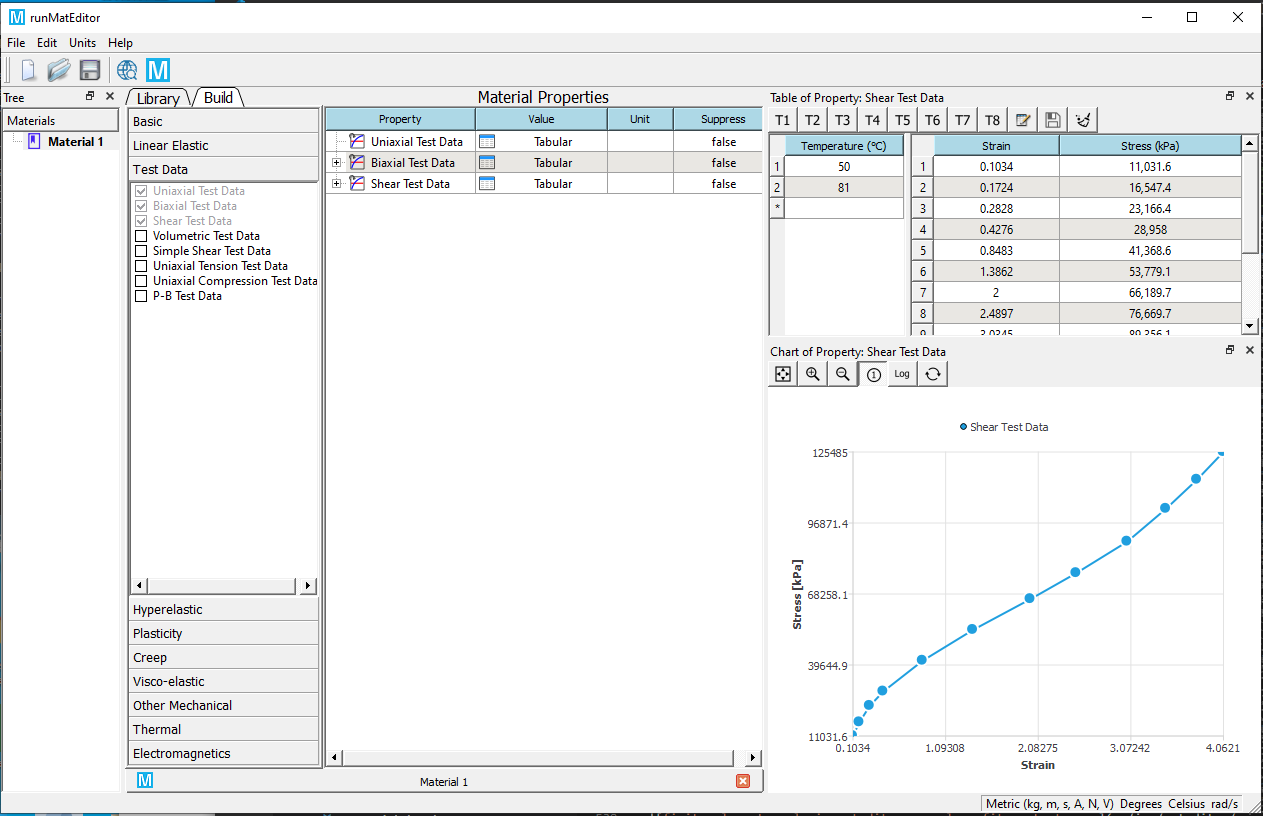 runMatEditor
File Edit Units Help
M
Tree
Materials
Material 1
Library Build
Basic
Linear Elastic
Test Data
Uniaxial Test Data
Biaxial Test Data
Shear Test Data
Volumetric Test Data
Simple Shear Test Data
Uniaxial Tension Test Data
Uniaxial Compression Test Data
P-B Test Data
Hyperelastic
Plasticity
Creep
Visco-elastic
Other Mechanical
Thermal
Electromagnetics
Material Properties
Property Value Unit Suppress
Uniaxial Test Data Tabular false
Biaxial Test Data Tabular false
Shear Test Data Tabular false
M Material 1
Table of Property: Shear Test Data
T1 T2 T3 T4 T5 T6 T7 T8
Temperature (°C)
1 50
2 81
*
Strain Stress (kPa)
1 0.1034 11,031.6
2 0.1724 16,547.4
3 0.2828 23,166.4
4 0.4276 28,958
5 0.8483 41,368.6
6 1.3862 53,779.1
7 2 66,189.7
8 2.4897 76,669.7
9 3.0345 89,356.1
Chart of Property: Shear Test Data
1 Log
Shear Test Data
125485
96871.4
68258.1
39644.9
11031.6
Stress [kPa]
0.1034 1.09308 2.08275 3.07242 4.0621
Strain
Metric (kg, m, s, A, N, V) Degrees Celsius rad/s